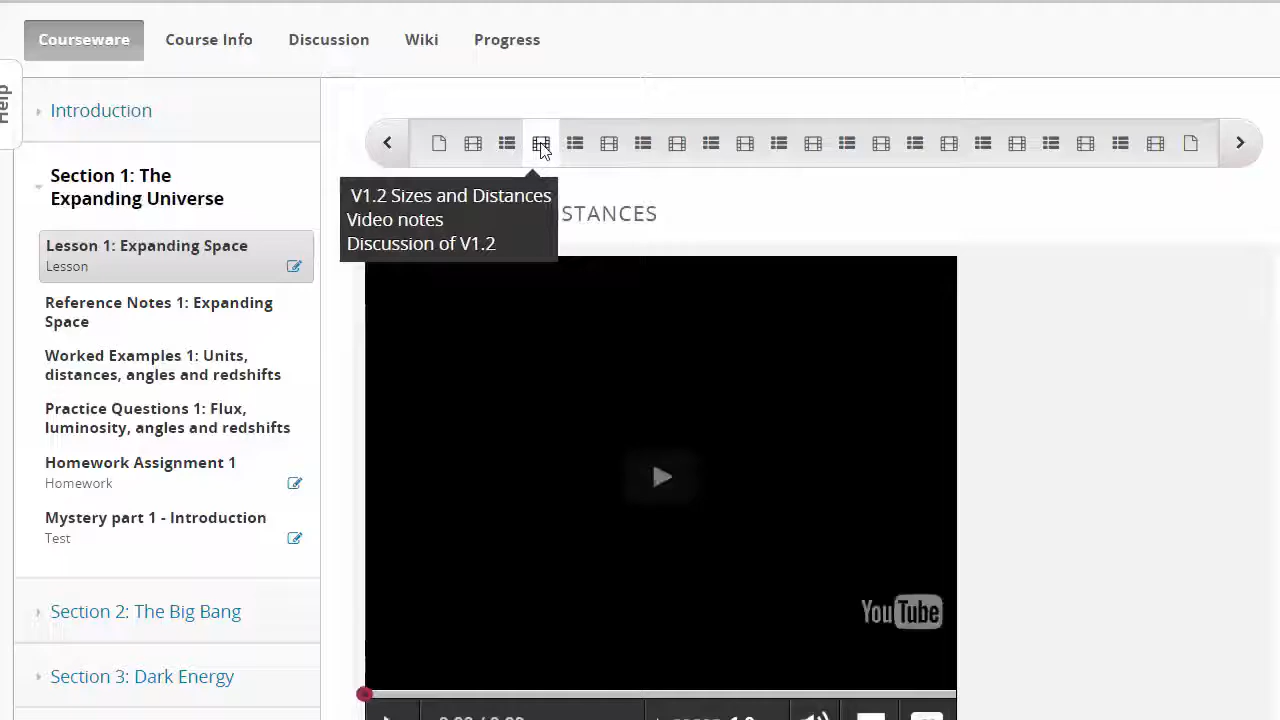 Courseware
Course Info
Discussion
Wiki
Progress
Help
Introduction
Section 1: The
Expanding Universe
Lesson 1: Expanding Space
Lesson
Reference Notes 1: Expanding
Space
Worked Examples 1: Units,
distances, angles and redshifts
Practice Questions 1: Flux,
luminosity, angles and redshifts
Homework Assignment 1
Homework
Mystery part 1 - Introduction
Test
Section 2: The Big Bang
Section 3: Dark Energy
V1.2 Sizes and Distances
Video notes
Discussion of V1.2
STANCES
YouTube